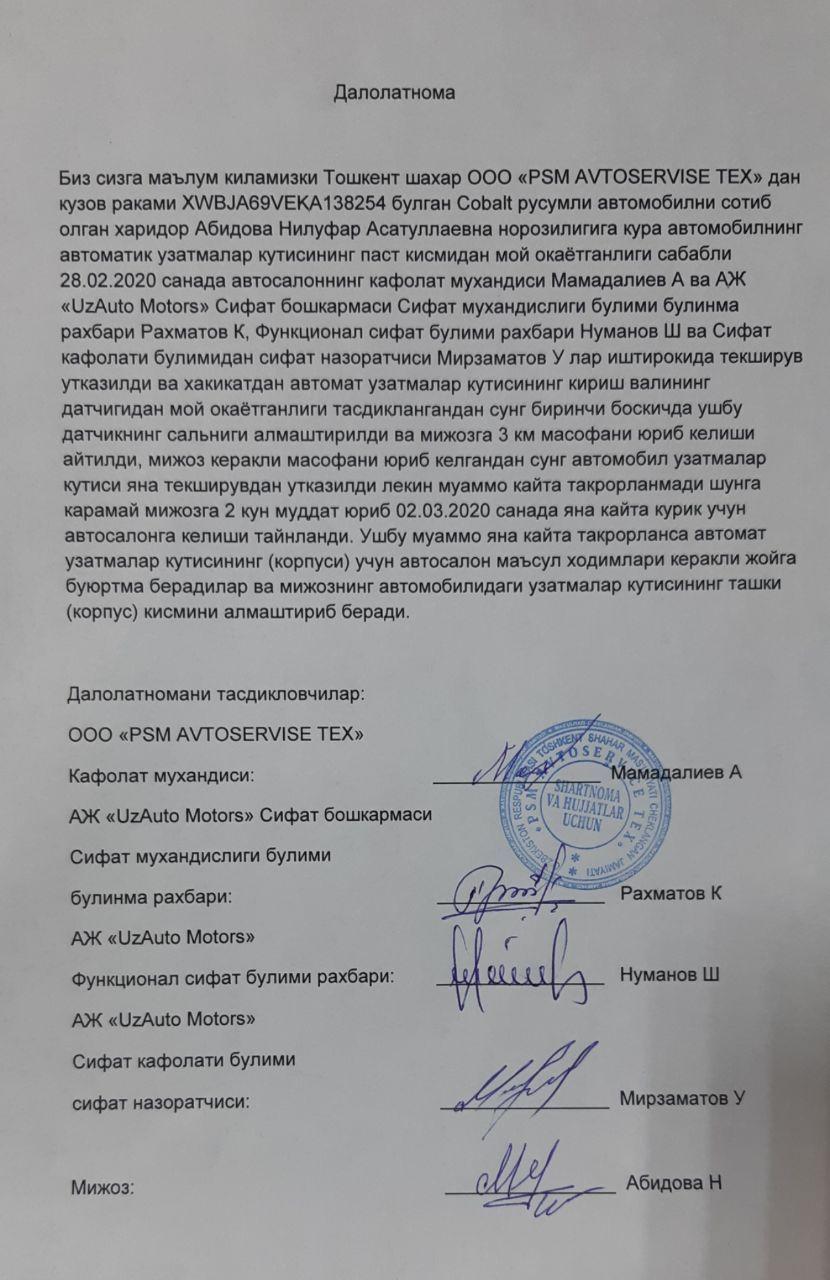 Далолатнома
Биз сизга маълум киламизки Тошкент шахар ООО «PSM AVTOSERVISE TEX» дан
кузов раками XWBJA69VEKA138254 булган Cobalt русумли автомобилни сотиб
олган харидор Абидова Нилуфар Асатуллаевна норозилигига кура автомобилнинг
автоматик узатмалар кутисининг паст кисмидан мой окаётганлиги сабабли
28.02.2020 санада автосалоннинг кафолат мухандиси Мамадалиев А ва АЖ
«UzAuto Motors» Сифат бошкармаси Сифат мухандислиги булими булинма
рахбари Рахматов К, Функционал сифат булими рахбари Нуманов Ш ва Сифат
кафолати булимидан сифат назоратчиси Мирзаматов У лар иштирокида текширув
утказилди ва хакикатдан автомат узатмалар кутисининг кириш валининг
датчигидан мой окаётганлиги тасдиклангандан сунг биринчи боскичда ушбу
датчикнинг сальниги алмаштирилди ва мижозга 3 км масофани юриб келиши
айтилди, мижоз керакли масофани юриб келгандан сунг автомобил узатмалар
кутиси яна текширувдан утказилди лекин муаммо кайта такрорланмади шунга
карамай мижозга 2 кун муддат юриб 02.03.2020 санада яна кайта курик учун
автосалонга келиши тайнланди. Ушбу муаммо яна кайта такрорланса автомат
узатмалар кутисининг (корпуси) учун автосалон маъсул ходимлари керакли жойга
буюртма берадилар ва мижознинг автомобилидаги узатмалар кутисининг ташки
(корпус) кисмини алмаштириб беради.
Далолатномани тасдикловчилар:
ООО «PSM AVTOSERVISE TEX»
Кафолат мухандиси: Мамадалиев А
АЖ «UzAuto Motors» Сифат бошкармаси
Сифат мухандислиги булими
булинма рахбари: Рахматов К
АЖ «UzAuto Motors»
Функционал сифат булими рахбари: Нуманов Ш
АЖ «UzAuto Motors»
Сифат кафолати булими
сифат назоратчиси: Мирзаматов У
Мижоз: Абидова Н
TOSHKENT SHAHAR
CHEKLANGAN JAMIYATI
SHARTNOMA
VA HUJJATLAR
UCHUN